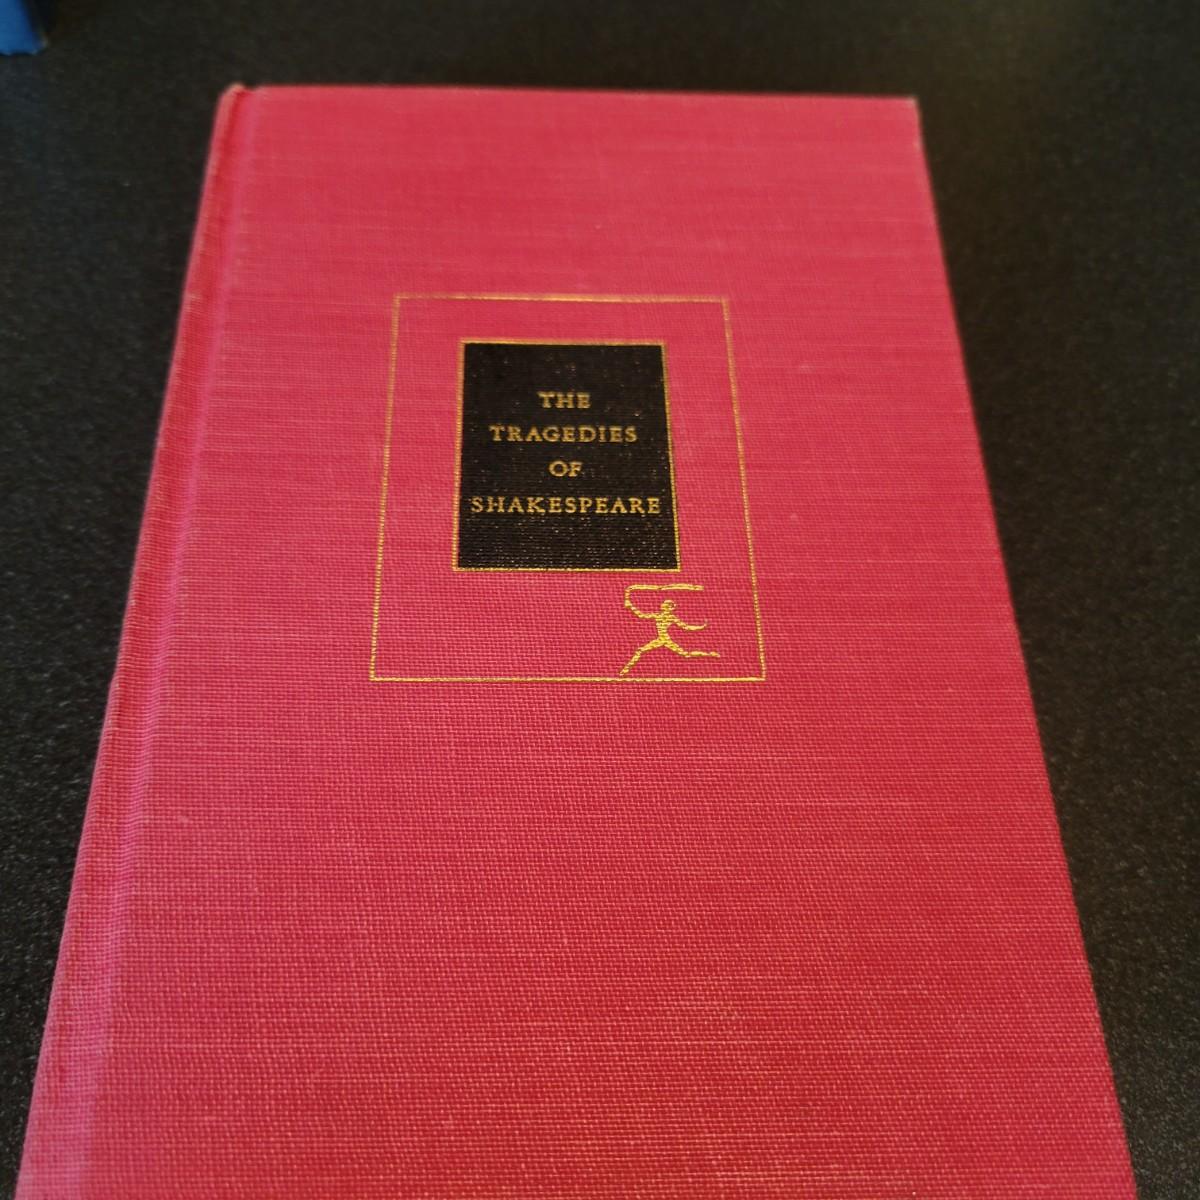 THE
TRAGEDIES
OF
SHAKESPEARE